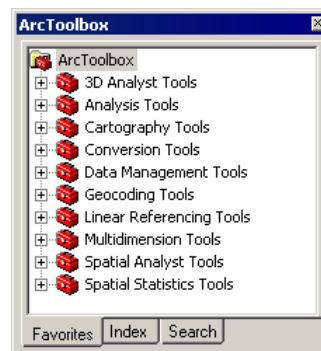 ArcToolbox
ArcToolbox
3D Analyst Tools
Analysis Tools
Cartography Tools
Conversion Tools
Data Management Tools
Geocoding Tools
Linear Referencing Tools
Multidimension Tools
Spatial Analyst Tools
Spatial Statistics Tools
Favorites Index Search